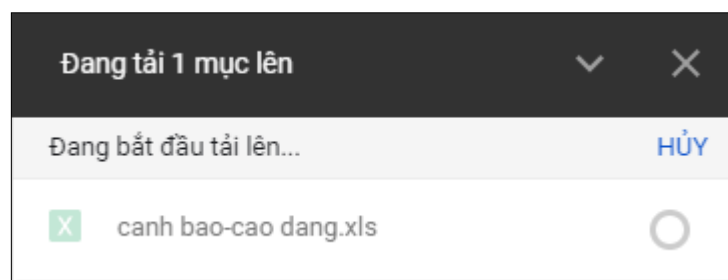 Đang tải 1 mục lên
Đang bắt đầu tải lên... HỦY
X canh bao-cao dang.xls